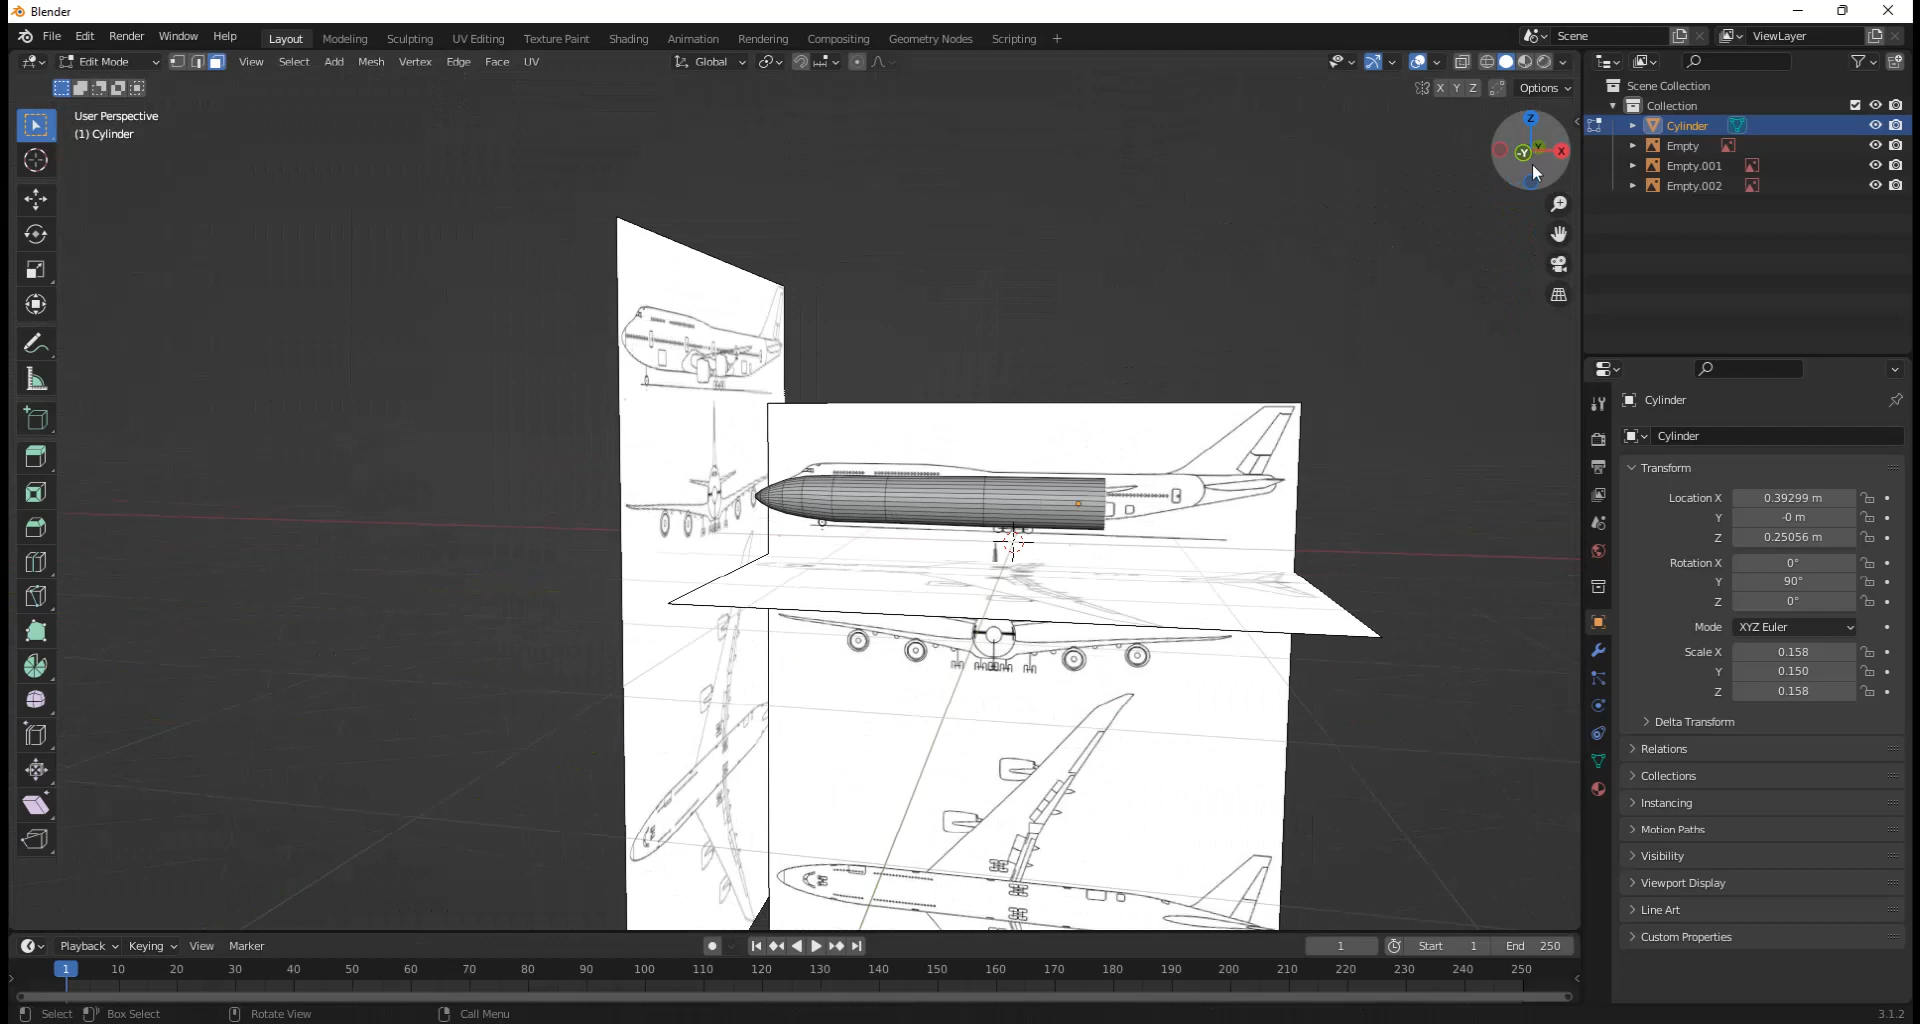 Blender
File Edit Render Window Help Layout Modeling Sculpting UV Editing Texture Paint Shading Animation Rendering Compositing Geometry Nodes Scripting + Scene ViewLayer
Edit Mode View Select Add Mesh Vertex Edge Face UV Global
X Y Z Options
User Perspective
(1) Cylinder
Z
-Y Y X
Scene Collection
Collection
Cylinder
Empty
Empty.001
Empty.002
Cylinder
Cylinder
Transform
Location X 0.39299 m
Y -0 m
Z 0.25056 m
Rotation X 0°
Y 90°
Z 0°
Mode XYZ Euler
Scale X 0.158
Y 0.150
Z 0.158
Delta Transform
Relations
Collections
Instancing
Motion Paths
Visibility
Viewport Display
Line Art
Custom Properties
Playback Keying View Marker 1 Start 1 End 250
1 10 20 30 40 50 60 70 80 90 100 110 120 130 140 150 160 170 180 190 200 210 220 230 240 250
Select Box Select Rotate View Call Menu 3.1.2